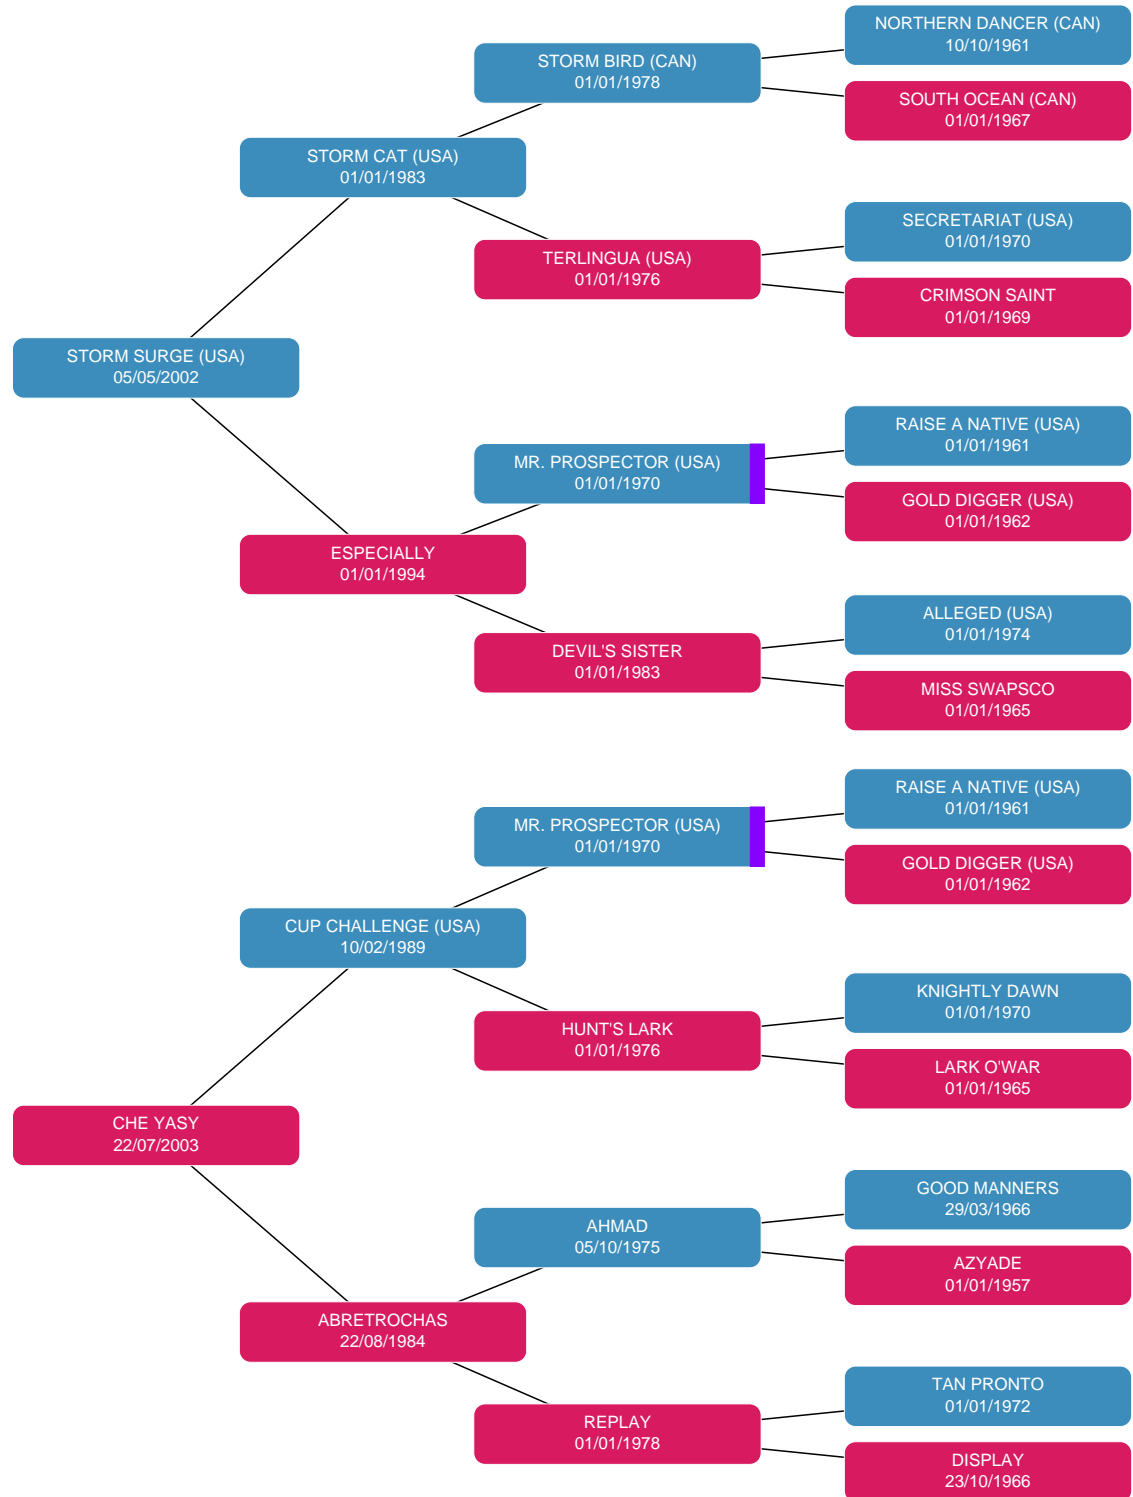 NORTHERN DANCER (CAN)
10/10/1961
STORM BIRD (CAN)
01/01/1978
SOUTH OCEAN (CAN)
01/01/1967
STORM CAT (USA)
01/01/1983
SECRETARIAT (USA)
01/01/1970
TERLINGUA (USA)
01/01/1976
CRIMSON SAINT
01/01/1969
STORM SURGE (USA)
05/05/2002
RAISE A NATIVE (USA)
01/01/1961
MR. PROSPECTOR (USA)
01/01/1970
GOLD DIGGER (USA)
01/01/1962
ESPECIALLY
01/01/1994
ALLEGED (USA)
01/01/1974
DEVIL'S SISTER
01/01/1983
MISS SWAPSCO
01/01/1965
RAISE A NATIVE (USA)
01/01/1961
MR. PROSPECTOR (USA)
01/01/1970
GOLD DIGGER (USA)
01/01/1962
CUP CHALLENGE (USA)
10/02/1989
KNIGHTLY DAWN
01/01/1970
HUNT'S LARK
01/01/1976
LARK O'WAR
01/01/1965
CHE YASY
22/07/2003
GOOD MANNERS
29/03/1966
AHMAD
05/10/1975
AZYADE
01/01/1957
ABRETROCHAS
22/08/1984
TAN PRONTO
01/01/1972
REPLAY
01/01/1978
DISPLAY
23/10/1966